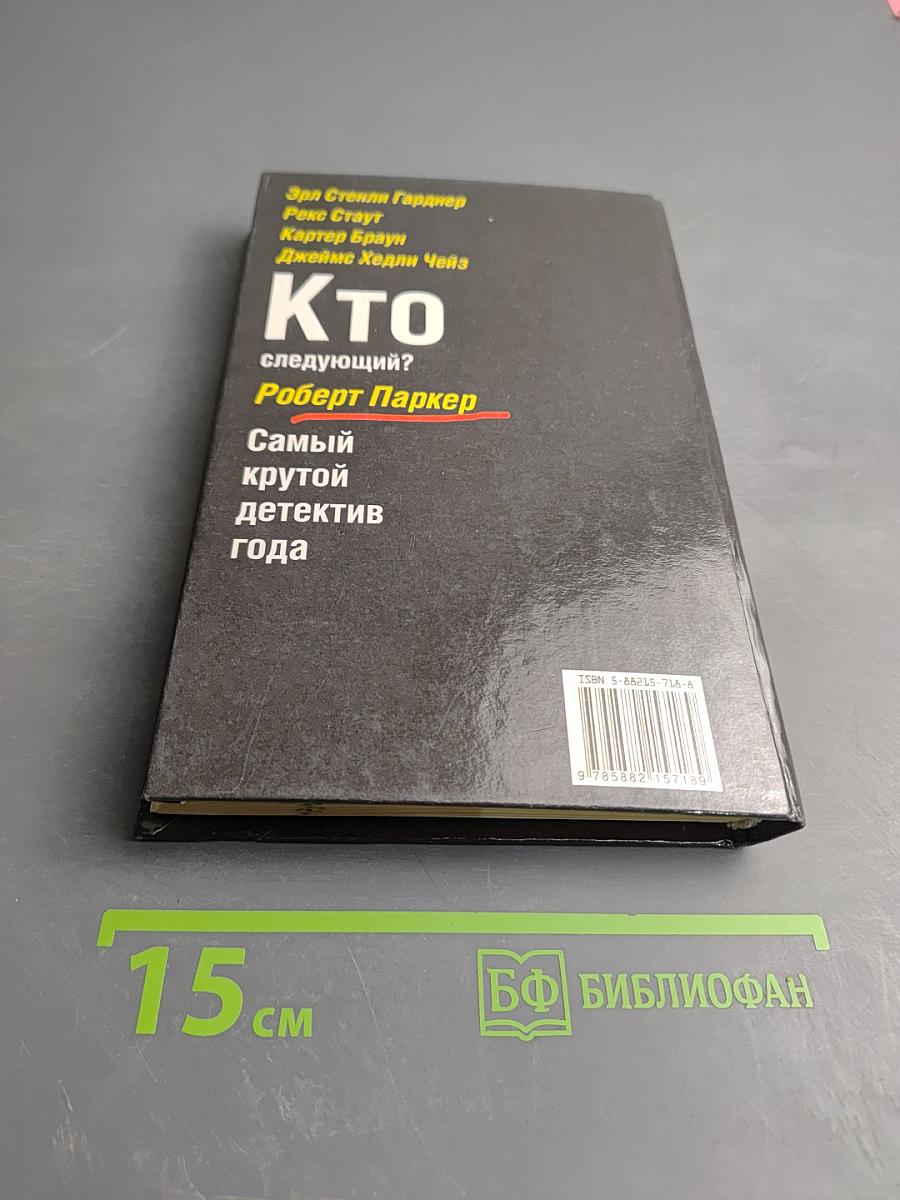 Эрл Стенли Гарднер
Рекс Стаут
Картер Браун
Джеймс Хедли Чейз
Кто
следующий?
Роберт Паркер
Самый
крутой
детектив
года
ISBN 5-88215-718-8
9 785882 157189
15 см
БФ БИБЛИОФАН